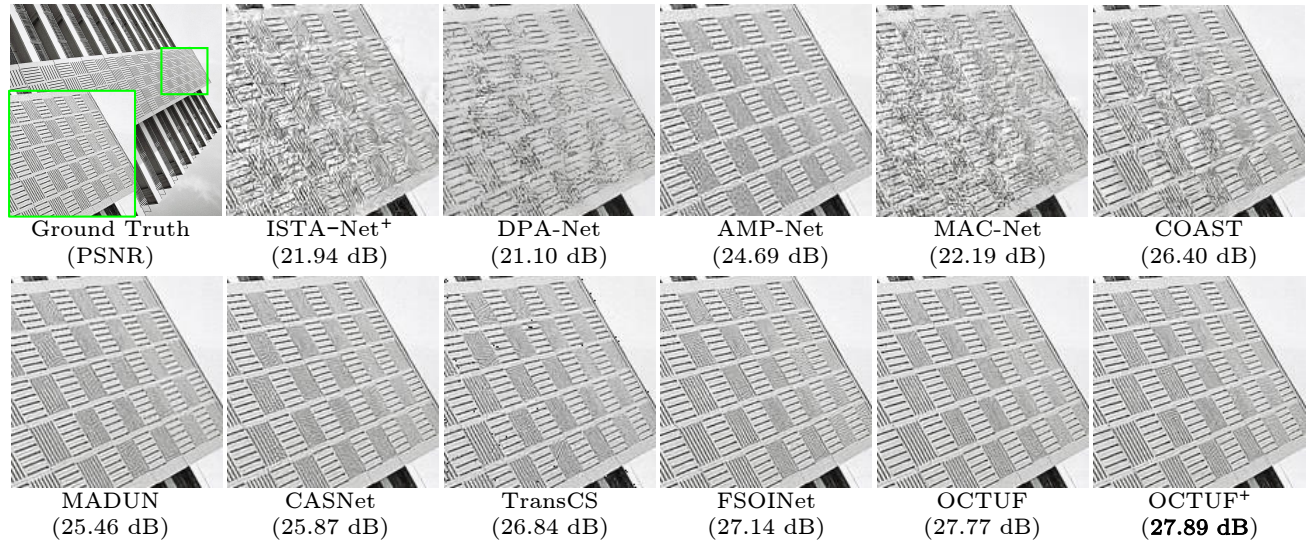 Ground Truth
(PSNR)
ISTA-Net+
(21.94 dB)
DPA-Net
(21.10 dB)
AMP-Net
(24.69 dB)
MAC-Net
(22.19 dB)
COAST
(26.40 dB)
MADUN
(25.46 dB)
CASNet
(25.87 dB)
TransCS
(26.84 dB)
FSOINet
(27.14 dB)
OCTUF
(27.77 dB)
OCTUF+
(27.89 dB)